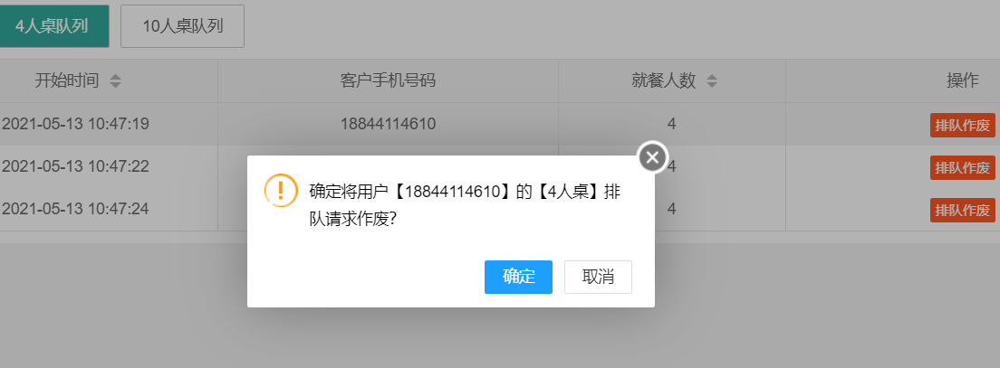 4人桌队列 10人桌队列
开始时间 客户手机号码 就餐人数 操作
2021-05-13 10:47:19 18844114610 4 排队作废
2021-05-13 10:47:22 4 排队作废
2021-05-13 10:47:24 4 排队作废
确定将用户【18844114610】的【4人桌】排
队请求作废?
确定 取消